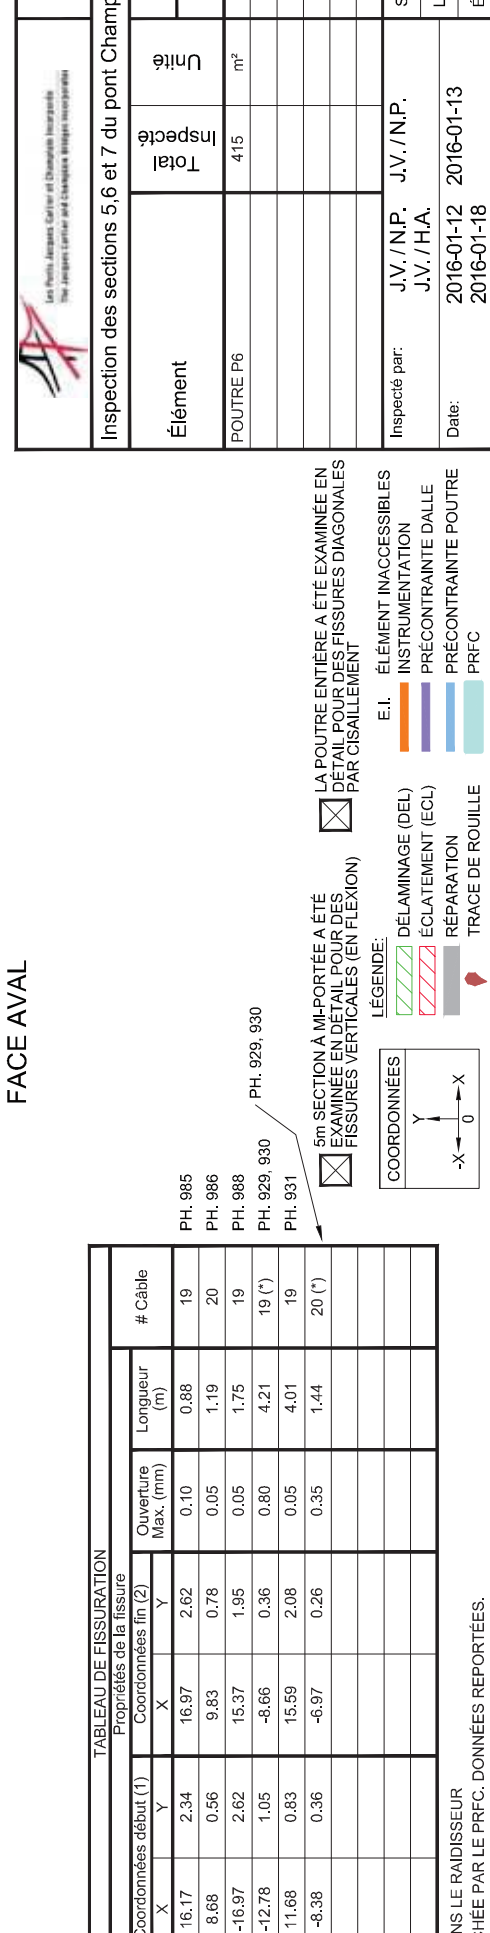 FACE AVAL
TABLEAU DE FISSURATION
Propriétés de la fissure
Coordonnées début (1) Coordonnées fin (2) Ouverture Max. (mm) Longueur (m) # Câble
X Y X Y
16.17 2.34 16.97 2.62 0.10 0.88 19 PH. 985
8.68 0.56 9.83 0.78 0.05 1.19 20 PH. 986
-16.97 2.62 15.37 1.95 0.05 1.75 19 PH. 988
-12.78 1.05 -8.66 0.36 0.80 4.21 19 (*) PH. 929, 930
11.68 0.83 15.59 2.08 0.05 4.01 19 PH. 931
-8.38 0.36 -6.97 0.26 0.35 1.44 20 (*) PH. 929, 930
LE RAIDISSEUR
PAR LE PRFC. DONNÉES REPORTÉES.
5m SECTION À MI-PORTÉE A ÉTÉ
EXAMINÉE EN DÉTAIL POUR DES
FISSURES VERTICALES (EN FLEXION)
LA POUTRE ENTIÈRE A ÉTÉ EXAMINÉE EN
DÉTAIL POUR DES FISSURES DIAGONALES
PAR CISAILLEMENT
COORDONNÉES
Y
-X 0 X
LÉGENDE:
DÉLAMINAGE (DEL)
ÉCLATEMENT (ECL)
RÉPARATION
TRACE DE ROUILLE
E.I. ÉLÉMENT INACCESSIBLES
INSTRUMENTATION
PRÉCONTRAINTE DALLE
PRÉCONTRAINTE POUTRE
PRFC
Les Ponts Jacques Cartier et Champlain Incorporée
The Jacques Cartier and Champlain Bridges Incorporated
Inspection des sections 5,6 et 7 du pont Champ
Élément Total Inspecté Unité
POUTRE P6 415 m²
Inspecté par: J.V. / N.P. J.V. / N.P.
J.V. / H.A.
Date: 2016-01-12 2016-01-13
2016-01-18